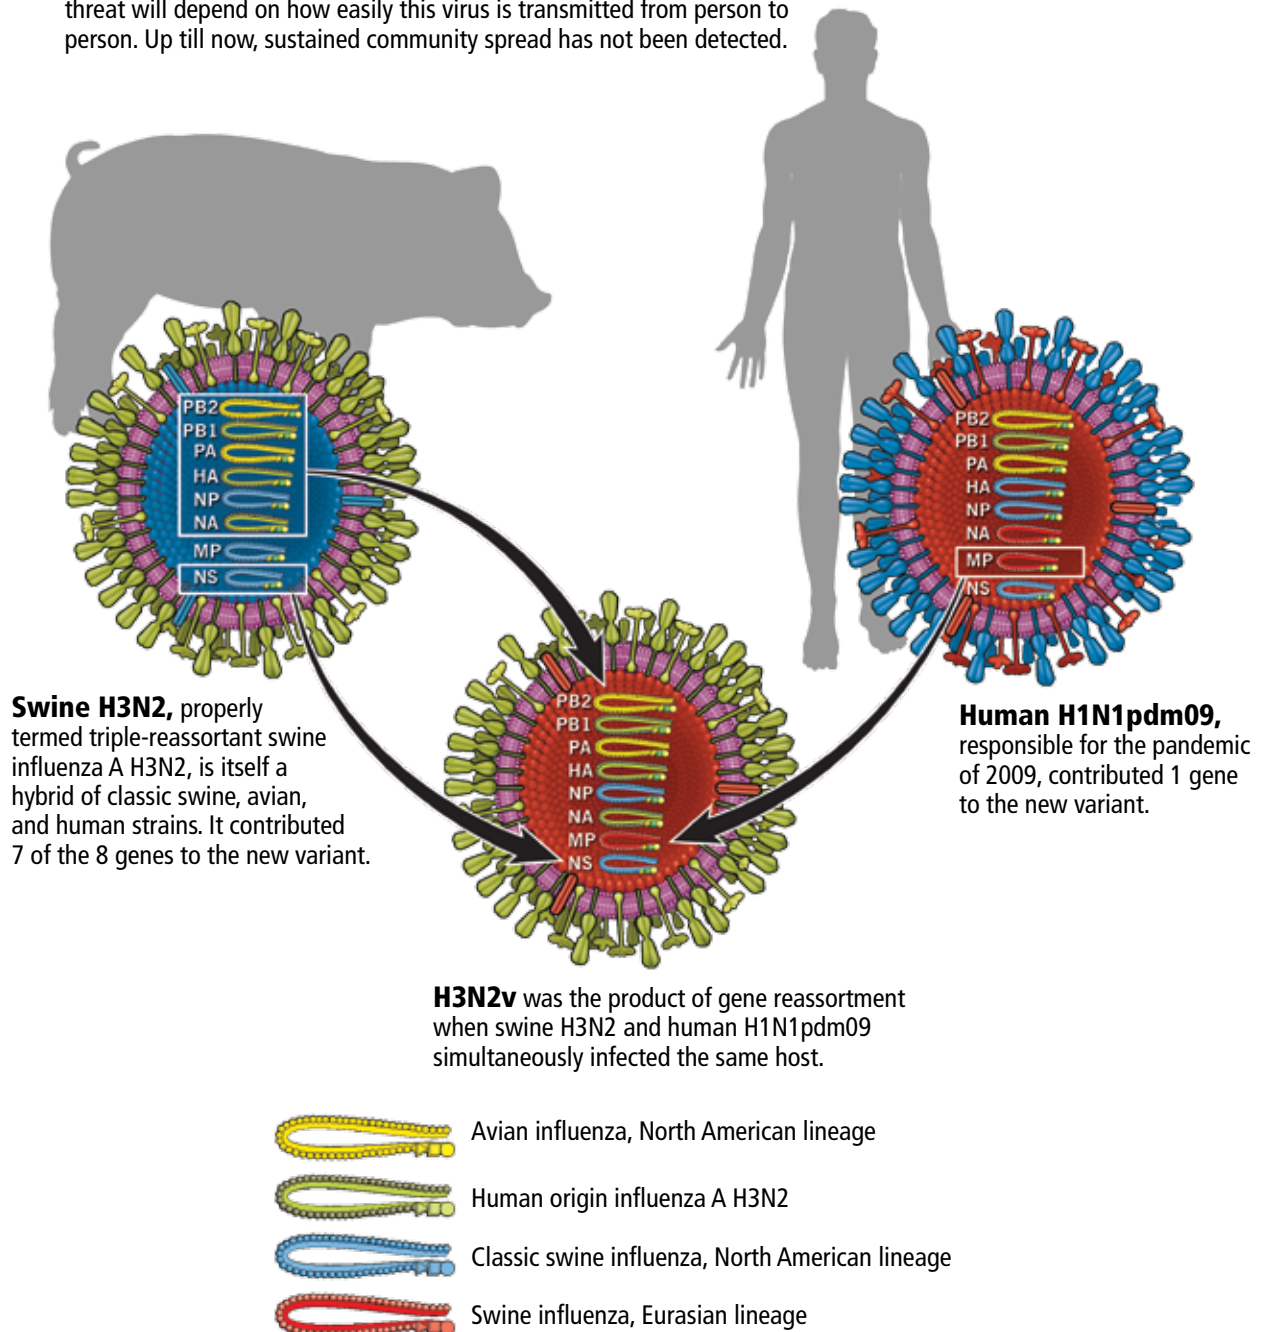 threat will depend on how easily this virus is transmitted from person to
person. Up till now, sustained community spread has not been detected.
PB2
PB1
PA
HA
NP
NA
MP
NS
PB2
PB1
PA
HA
NP
NA
MP
NS
PB2
PB1
PA
HA
NP
NA
MP
NS
Swine H3N2, properly
termed triple-reassortant swine
influenza A H3N2, is itself a
hybrid of classic swine, avian,
and human strains. It contributed
7 of the 8 genes to the new variant.
Human H1N1pdm09,
responsible for the pandemic
of 2009, contributed 1 gene
to the new variant.
H3N2v was the product of gene reassortment
when swine H3N2 and human H1N1pdm09
simultaneously infected the same host.
Avian influenza, North American lineage
Human origin influenza A H3N2
Classic swine influenza, North American lineage
Swine influenza, Eurasian lineage